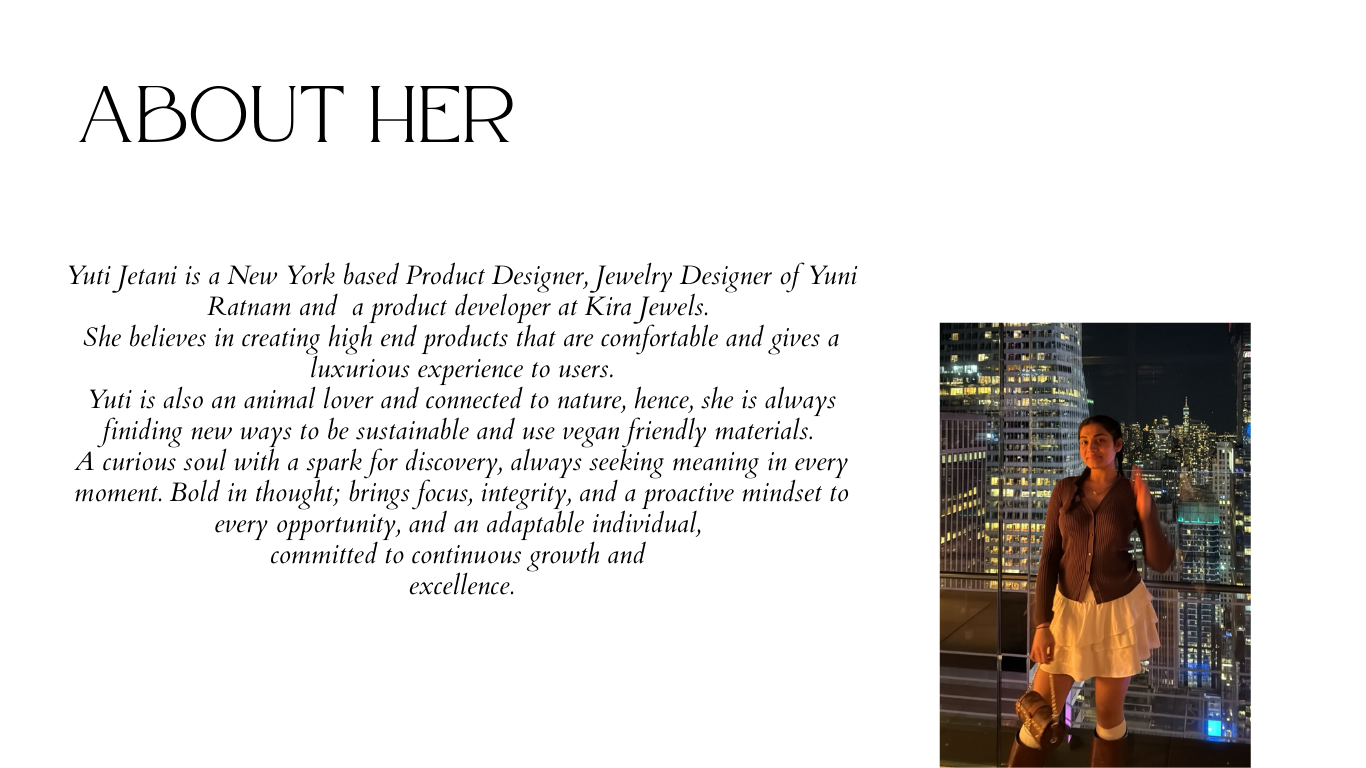 ABOUT HER
Yuti Jetani is a New York based Product Designer, Jewelry Designer of Yuni
Ratnam and  a product developer at Kira Jewels.
She believes in creating high end products that are comfortable and gives a
luxurious experience to users.
Yuti is also an animal lover and connected to nature, hence, she is always
finiding new ways to be sustainable and use vegan friendly materials.
A curious soul with a spark for discovery, always seeking meaning in every
moment. Bold in thought; brings focus, integrity, and a proactive mindset to
every opportunity, and an adaptable individual,
committed to continuous growth and
excellence.